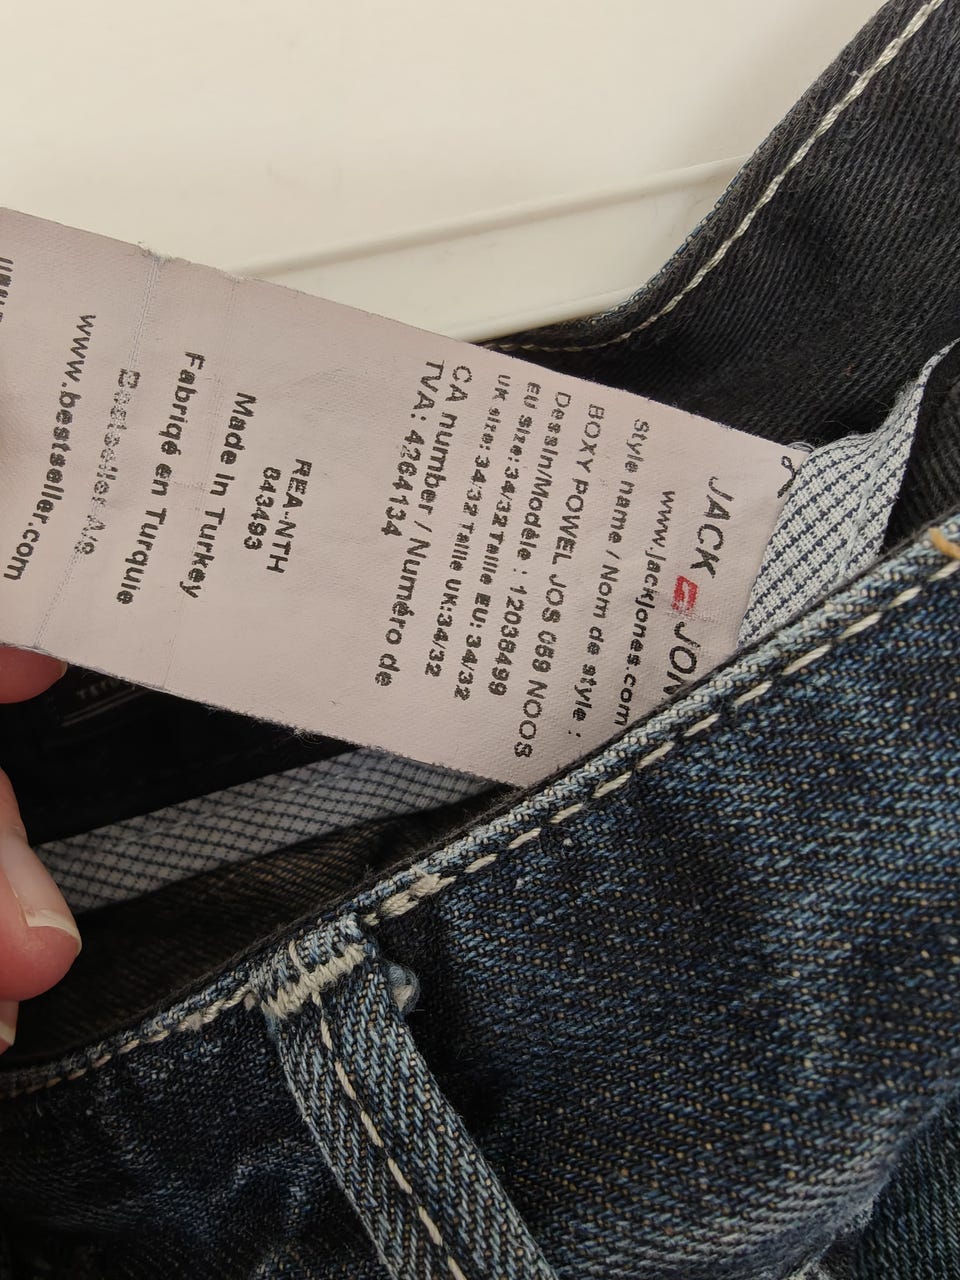 JACK & JON
www.jackjones.com
Style name / Nom de style :
BOXY POWEL JOS 059 NOOS
Dessin/Modèle : 12038499
EU Size: 34/32 Taille EU: 34/32
UK size: 34/32 Taille UK: 34/32
CA number / Numéro de
TVA: 4264134
REA-NTH
843493
Made in Turkey
Fabriqé en Turquie
Bestseller A/S
www.bestseller.com